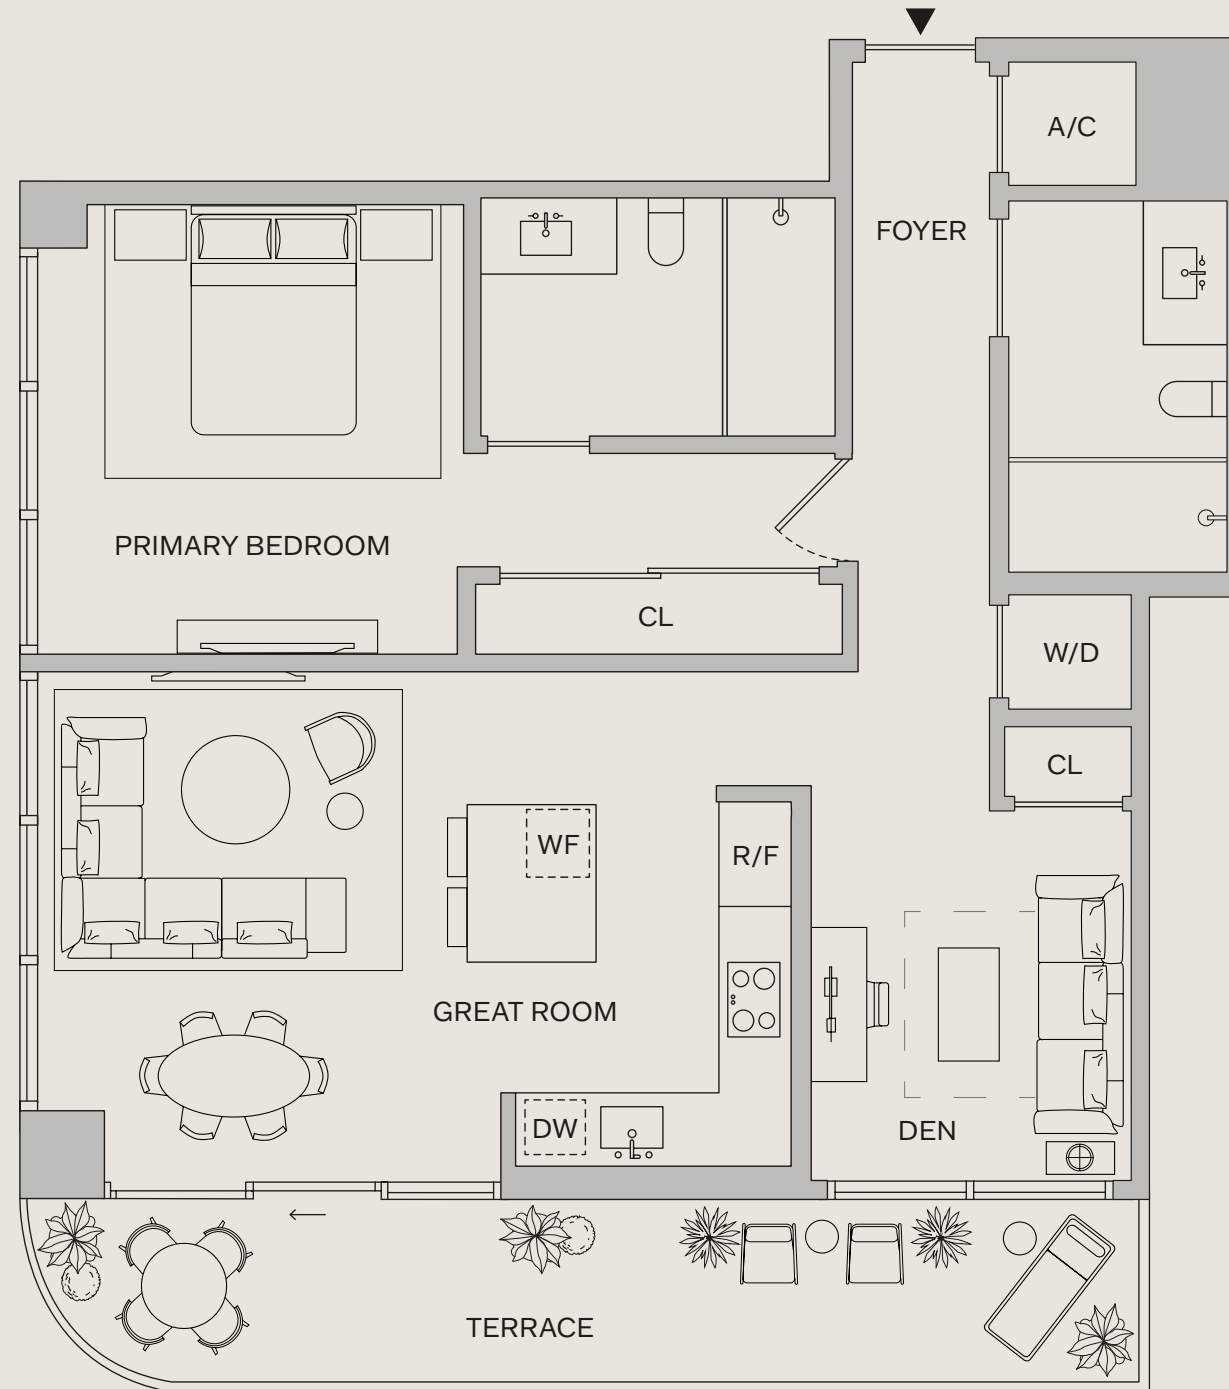 A/C
FOYER
PRIMARY BEDROOM
CL
W/D
CL
WF
R/F
GREAT ROOM
DW
DEN
TERRACE